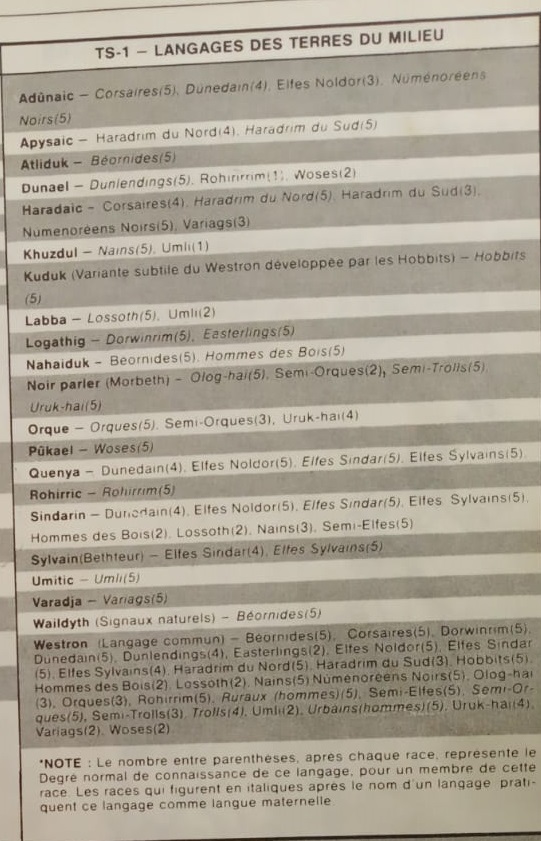 TS-1 – LANGAGES DES TERRES DU MILIEU
Adûnaic – Corsaires(5), Dúnedain(4), Elfes Noldor(3), Númenoréens
Noirs(5)
Apysaic – Haradrim du Nord(4), Haradrim du Sud(5)
Atliduk – Béornides(5)
Dunael – Dunlendings(5), Rohirrim(1), Woses(2)
Haradaic – Corsaires(4), Haradrim du Nord(5), Haradrim du Sud(3),
Númenoréens Noirs(5), Variags(3)
Khuzdul – Nains(5), Umli(1)
Kuduk (Variante subtile du Westron développée par les Hobbits) – Hobbits
(5)
Labba – Lossoth(5), Umli(2)
Logathig – Dorwinrim(5), Easterlings(5)
Nahaiduk – Béornides(5), Hommes des Bois(5)
Noir parler (Morbeth) – Olog-hai(5), Semi-Orques(2), Semi-Trolls(5),
Uruk-hai(5)
Orque – Orques(5), Semi-Orques(3), Uruk-hai(4)
Pûkael – Woses(5)
Quenya – Dunedain(4), Elfes Noldor(5), Elfes Sindar(5), Elfes Sylvains(5),
Rohirric – Rohirrim(5)
Sindarin – Dunedain(4), Elfes Noldor(5), Elfes Sindar(5), Elfes Sylvains(5),
Hommes des Bois(2), Lossoth(2), Nains(3), Semi-Elfes(5)
Sylvain(Bethteur) – Elfes Sindar(4), Elfes Sylvains(5)
Umitic – Umli(5)
Varadja – Variags(5)
Waildyth (Signaux naturels) – Béornides(5)
Westron (Langage commun) – Béornides(5), Corsaires(5), Dorwinrim(5),
Dunedain(5), Dunlendings(4), Easterlings(2), Elfes Noldor(5), Elfes Sindar
(5), Elfes Sylvains(4), Haradrim du Nord(5), Haradrim du Sud(3), Hobbits(5),
Hommes des Bois(2), Lossoth(2), Nains(5) Númenoréens Noirs(5), Olog-hai
(3), Orques(3), Rohirrim(5), Ruraux (hommes)(5), Semi-Elfes(5), Semi-Or-
ques(5), Semi-Trolls(3), Trolls(4), Umli(2), Urbains(hommes)(5), Uruk-hai(4),
Variags(2), Woses(2)
*NOTE : Le nombre entre parenthèses, après chaque race, représente le
Degré normal de connaissance de ce langage, pour un membre de cette
race. Les races qui figurent en italiques après le nom d'un langage prati-
quent ce langage comme langue maternelle.